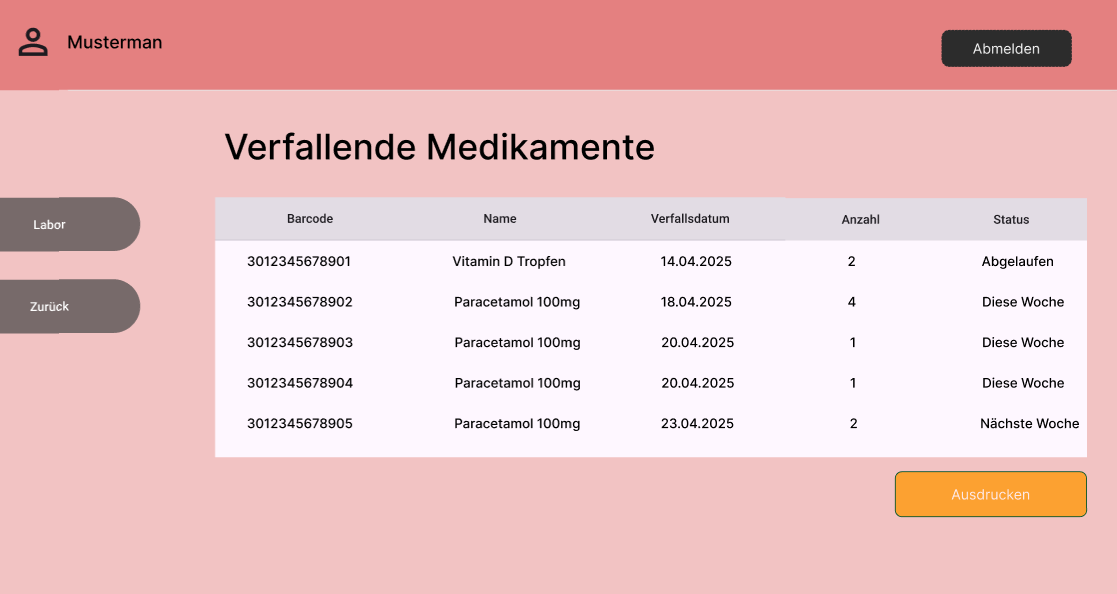 Musterman
Abmelden
Verfallende Medikamente
Labor
Zurück
Barcode Name Verfallsdatum Anzahl Status
3012345678901 Vitamin D Tropfen 14.04.2025 2 Abgelaufen
3012345678902 Paracetamol 100mg 18.04.2025 4 Diese Woche
3012345678903 Paracetamol 100mg 20.04.2025 1 Diese Woche
3012345678904 Paracetamol 100mg 20.04.2025 1 Diese Woche
3012345678905 Paracetamol 100mg 23.04.2025 2 Nächste Woche
Ausdrucken